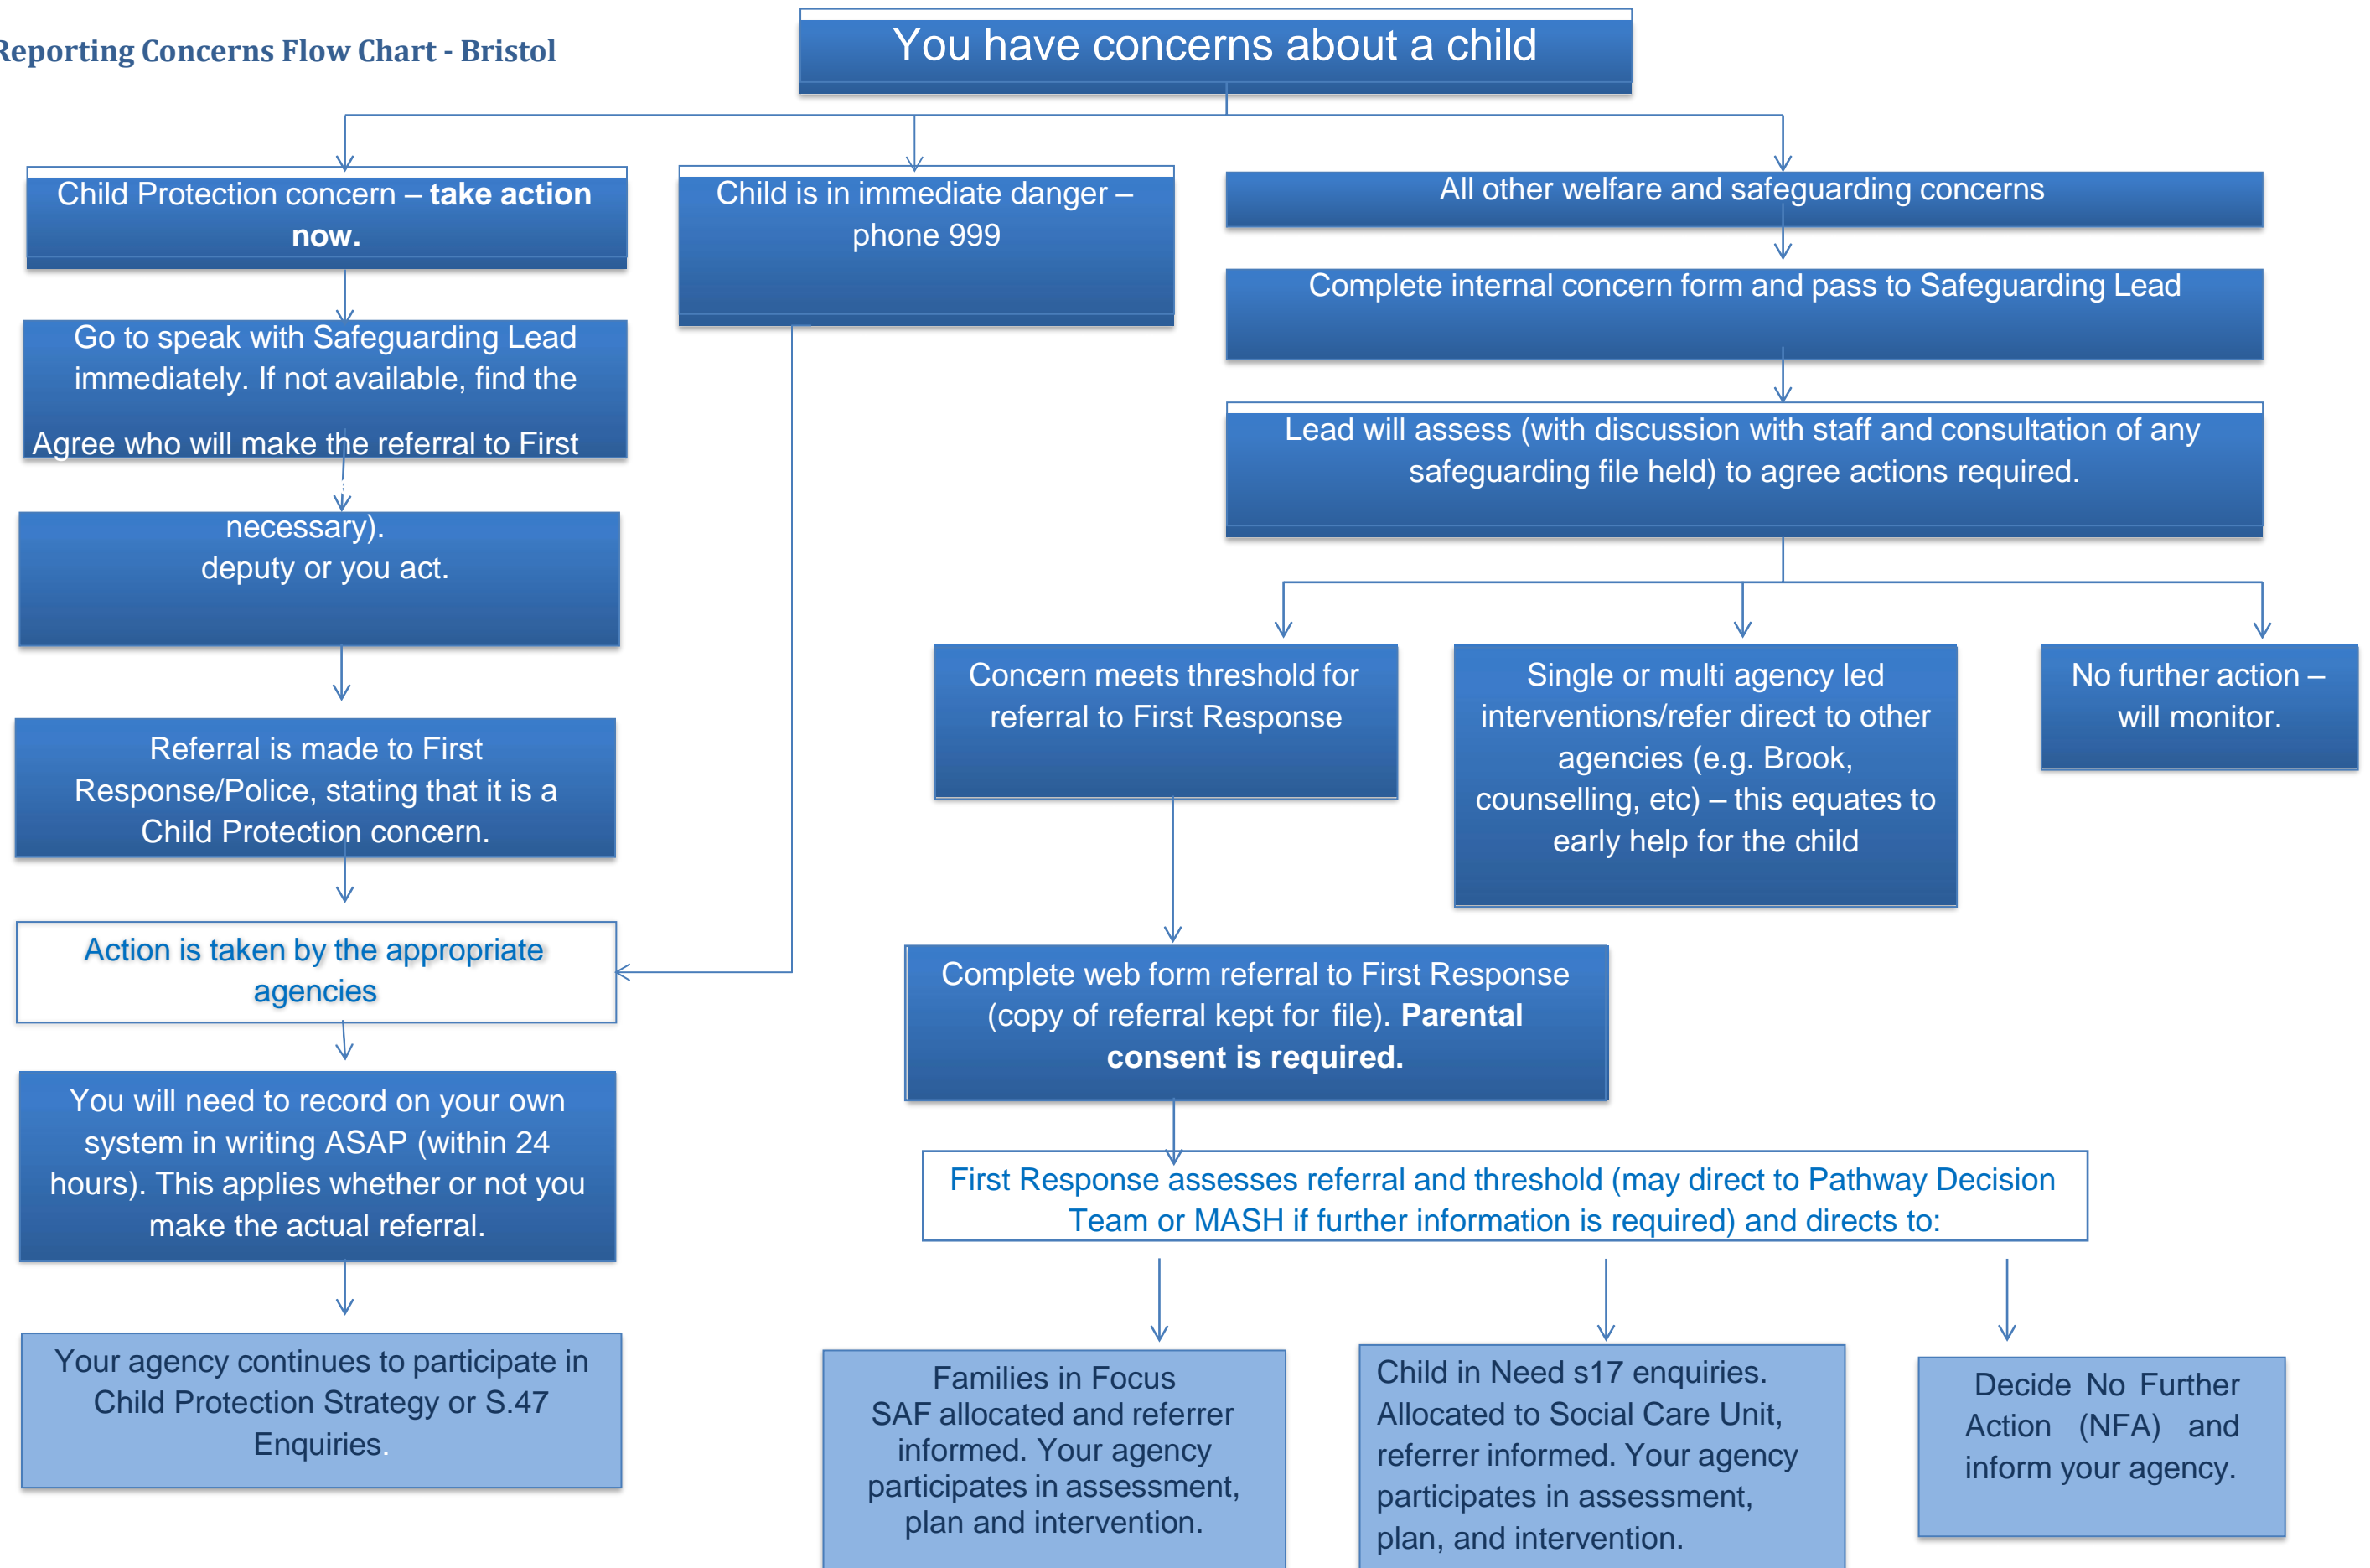 Reporting Concerns Flow Chart - Bristol
You have concerns about a child
Child Protection concern – take action
now.
Child is in immediate danger –
phone 999
All other welfare and safeguarding concerns
Complete internal concern form and pass to Safeguarding Lead
Go to speak with Safeguarding Lead
immediately. If not available, find the
Agree who will make the referral to First
necessary).
deputy or you act.
Lead will assess (with discussion with staff and consultation of any
safeguarding file held) to agree actions required.
Concern meets threshold for
referral to First Response
Single or multi agency led
interventions/refer direct to other
agencies (e.g. Brook,
counselling, etc) – this equates to
early help for the child
No further action –
will monitor.
Referral is made to First
Response/Police, stating that it is a
Child Protection concern.
Action is taken by the appropriate
agencies
Complete web form referral to First Response
(copy of referral kept for file). Parental
consent is required.
You will need to record on your own
system in writing ASAP (within 24
hours). This applies whether or not you
make the actual referral.
First Response assesses referral and threshold (may direct to Pathway Decision
Team or MASH if further information is required) and directs to:
Your agency continues to participate in
Child Protection Strategy or S.47
Enquiries.
Families in Focus
SAF allocated and referrer
informed. Your agency
participates in assessment,
plan and intervention.
Child in Need s17 enquiries.
Allocated to Social Care Unit,
referrer informed. Your agency
participates in assessment,
plan, and intervention.
Decide No Further
Action (NFA) and
inform your agency.